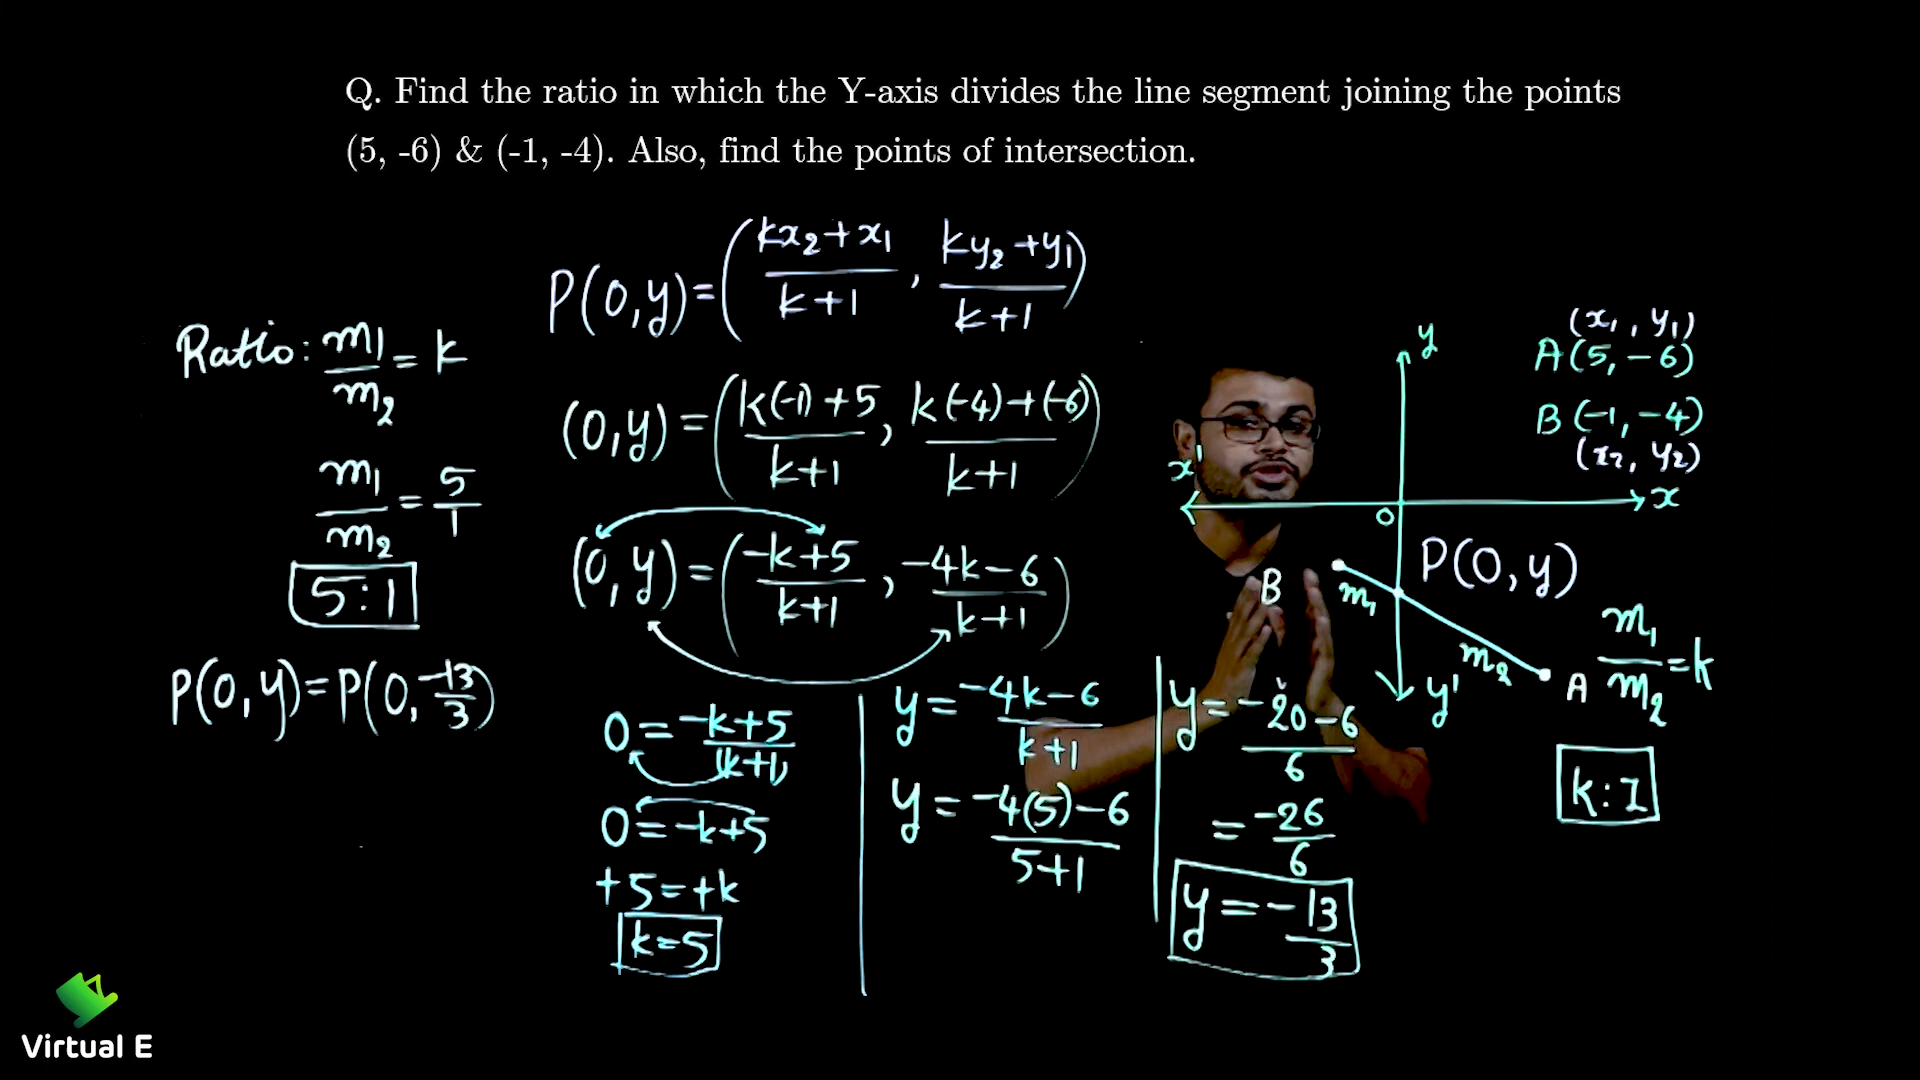 Q. Find the ratio in which the Y-axis divides the line segment joining the points
(5, -6) & (-1, -4). Also, find the points of intersection.
Ratio: m₁/m₂ = k
m₁/m₂ = 5/1
5:1
P(0,y)=P(0,-13/3)
P(0,y)=((kx₂+x₁)/(k+1), (ky₂+y₁)/(k+1))
(0,y)=((k(-1)+5)/(k+1), (k(-4)+(-6))/(k+1))
(0,y)=((-k+5)/(k+1), (-4k-6)/(k+1))
0=(-k+5)/(k+1)
0=-k+5
+5=+k
k=5
y=(-4k-6)/(k+1)
y=(-4(5)-6)/(5+1)
y=(-20-6)/6
=-26/6
y=-13/3
(x₁, y₁)
A(5,-6)
B(-1,-4)
(x₂, y₂)
y
x'
x
0
P(0,y)
B
m₁
m₂
A
y'
m₁/m₂=k
k:1
Virtual E